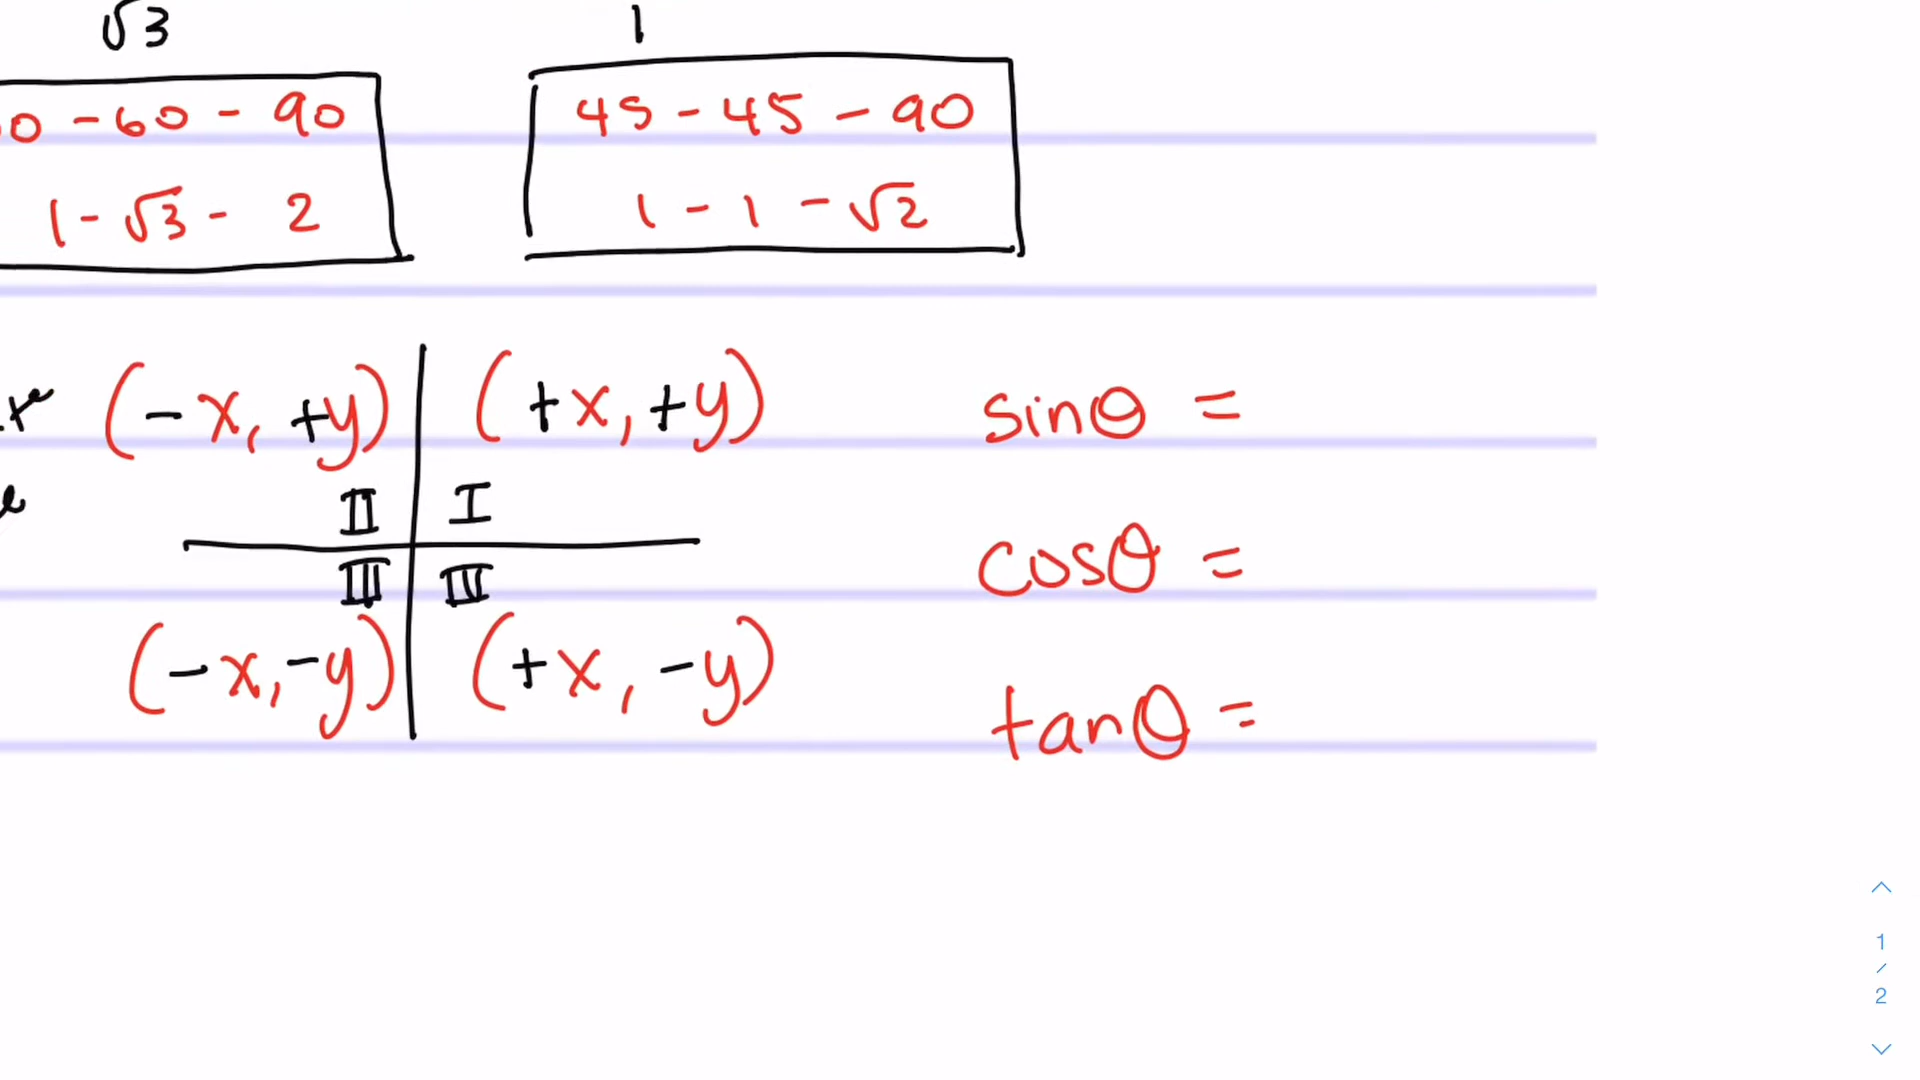 √3
1
0 - 60 - 90
1 - √3 - 2
45 - 45 - 90
1 - 1 - √2
(-x, +y)
(+x, +y)
II
I
III
IV
(-x, -y)
(+x, -y)
sinθ =
cosθ =
tanθ =
1
/
2